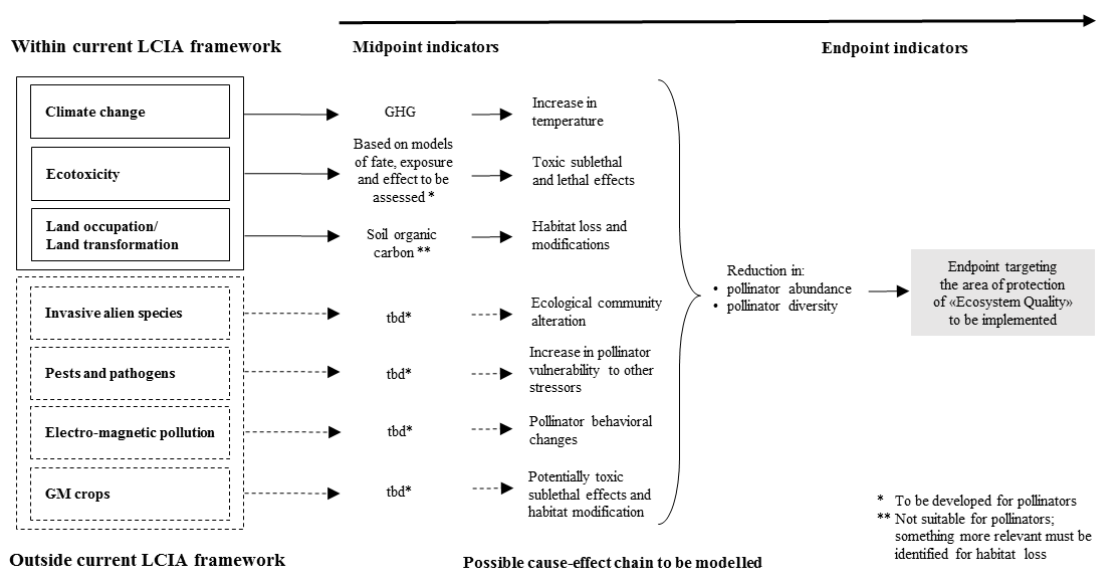 Within current LCIA framework
Midpoint indicators
Endpoint indicators
Climate change
GHG
Increase in
temperature
Ecotoxicity
Based on models
of fate, exposure
and effect to be
assessed *
Toxic sublethal
and lethal effects
Land occupation/
Land transformation
Soil organic
carbon **
Habitat loss and
modifications
Invasive alien species
tbd*
Ecological community
alteration
Pests and pathogens
tbd*
Increase in pollinator
vulnerability to other
stressors
Electro-magnetic pollution
tbd*
Pollinator behavioral
changes
GM crops
tbd*
Potentially toxic
sublethal effects and
habitat modification
Reduction in:
• pollinator abundance
• pollinator diversity
Endpoint targeting
the area of protection
of «Ecosystem Quality»
to be implemented
* To be developed for pollinators
** Not suitable for pollinators;
something more relevant must be
identified for habitat loss
Outside current LCIA framework
Possible cause-effect chain to be modelled